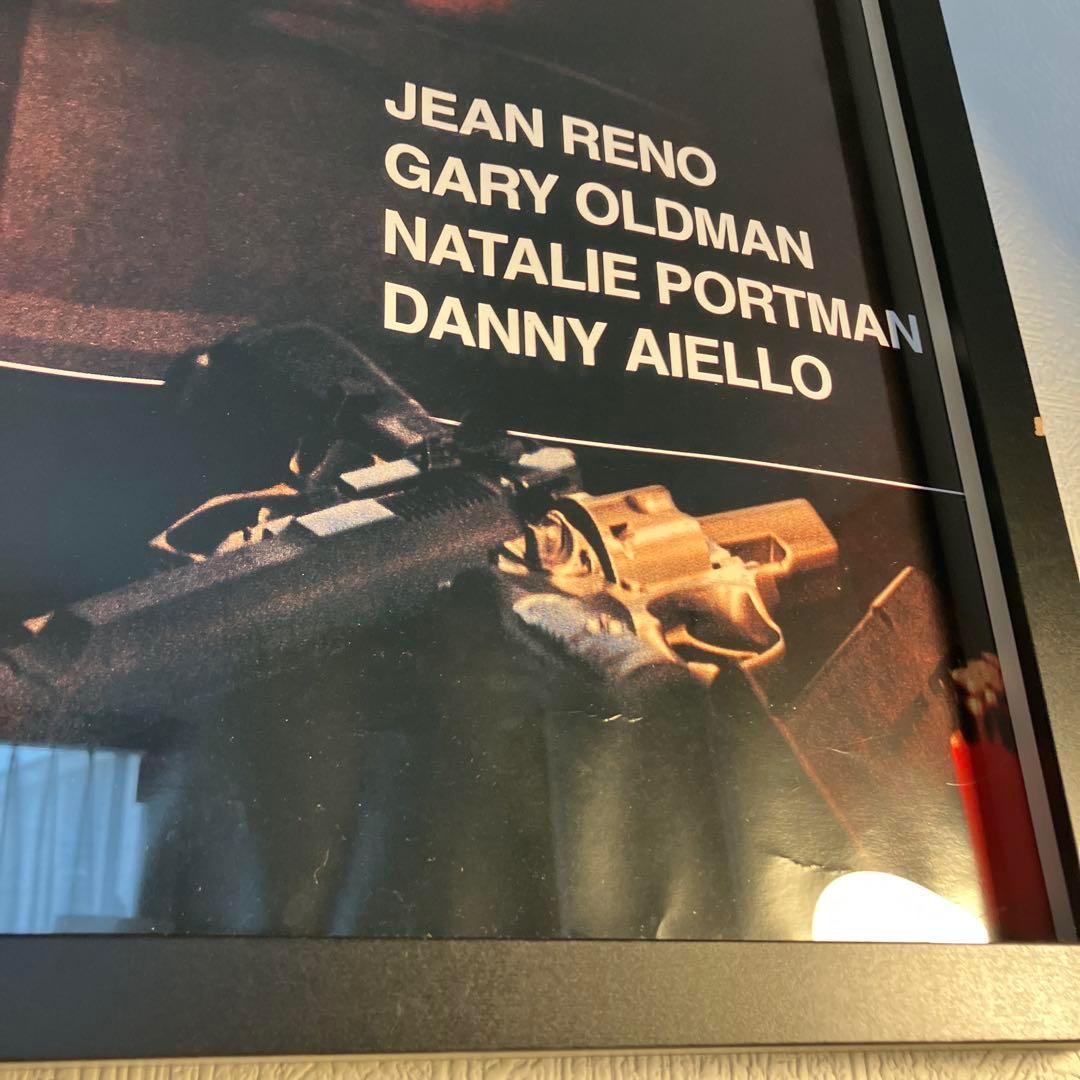 JEAN RENO
GARY OLDMAN
NATALIE PORTMAN
DANNY AIELLO